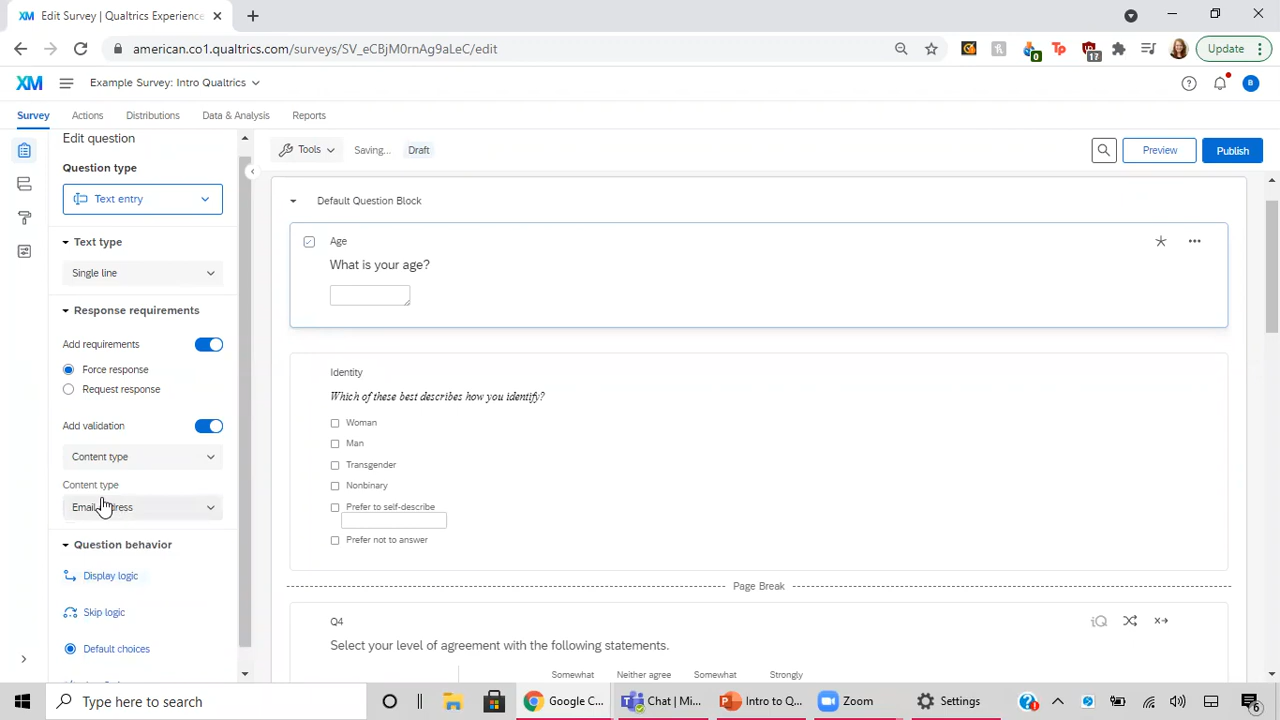 Edit Survey | Qualtrics Experience
american.co1.qualtrics.com/surveys/SV_eCBjM0rnAg9aLeC/edit
0
17
Update
XM
Example Survey: Intro Qualtrics
B
Survey
Actions
Distributions
Data & Analysis
Reports
Edit question
Tools
Saving...
Draft
Preview
Publish
Question type
Text entry
Default Question Block
Text type
Single line
Age
What is your age?
Response requirements
Add requirements
Force response
Request response
Add validation
Content type
Content type
Identity
Which of these best describes how you identify?
Woman
Man
Transgender
Nonbinary
Prefer to self-describe
Prefer not to answer
Question behavior
Display logic
Skip logic
Default choices
Page Break
Q4
iQ
Select your level of agreement with the following statements.
Somewhat
Neither agree
Somewhat
Strongly
Type here to search
Google C...
Chat | Mi...
Intro to Q...
Zoom
Settings
6